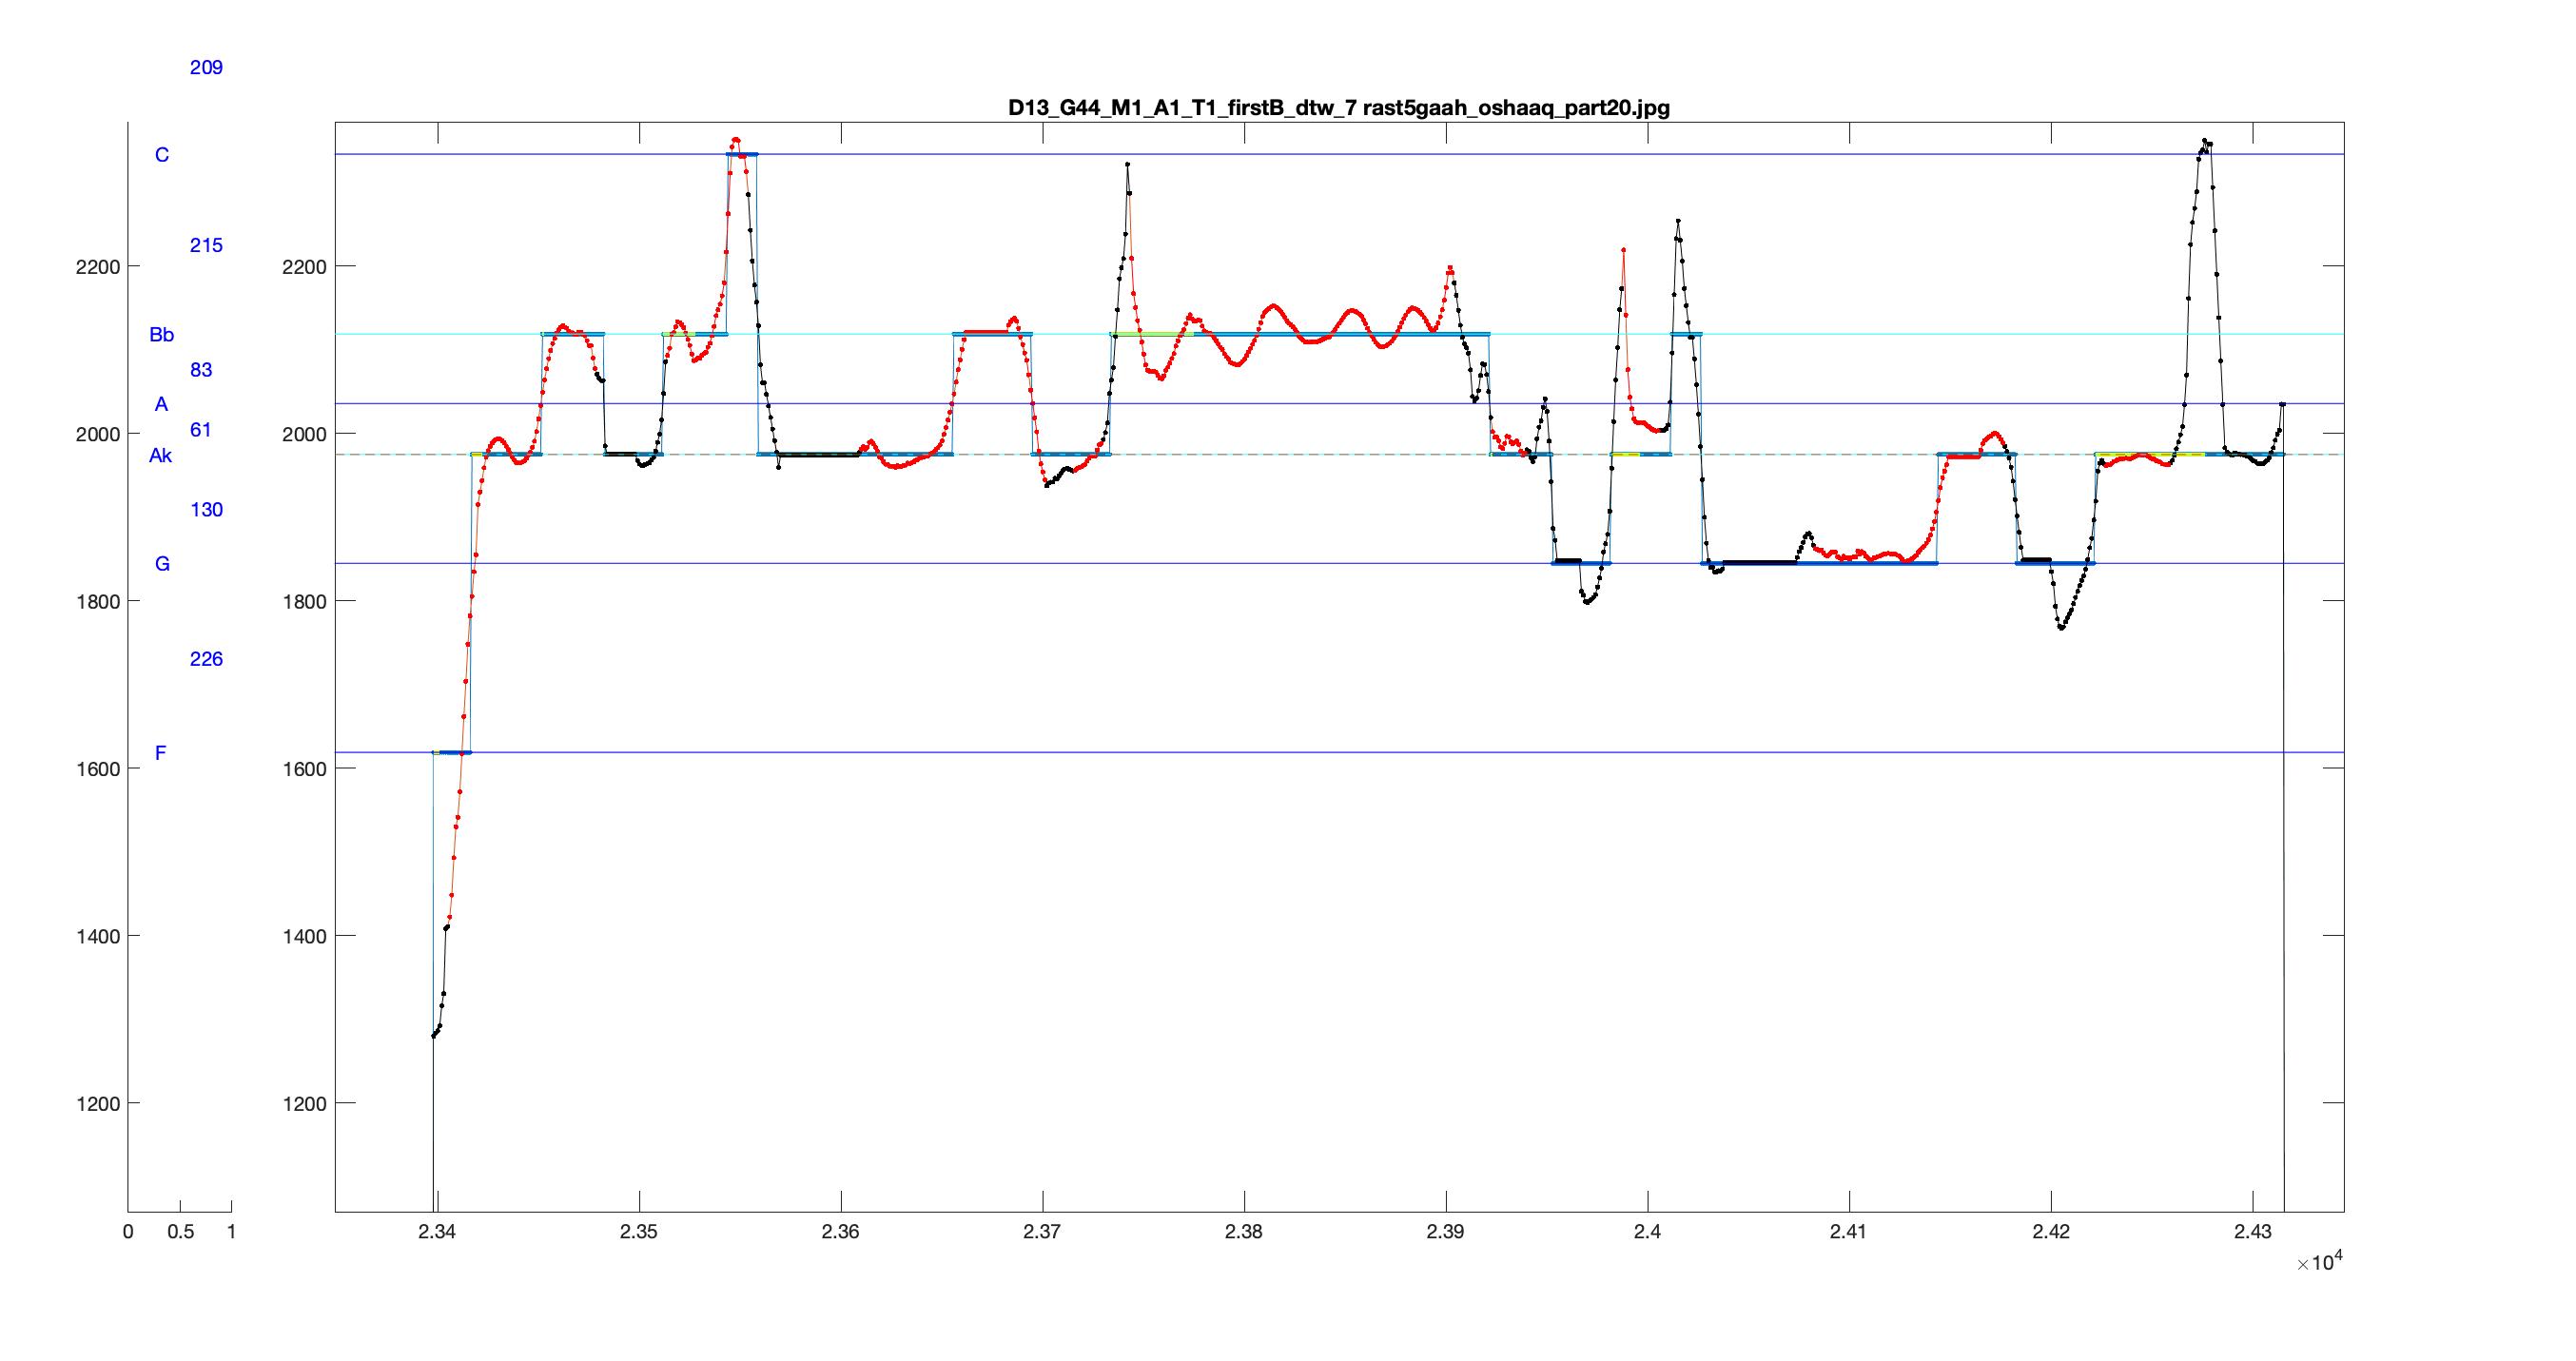 209
D13_G44_M1_A1_T1_firstB_dtw_7 rast5gaah_oshaaq_part20.jpg
C
215
2200 2200
Bb
83
A
2000 61 2000
Ak
130
G
1800 1800
226
F
1600 1600
1400 1400
1200 1200
0 0.5 1 2.34 2.35 2.36 2.37 2.38 2.39 2.4 2.41 2.42 2.43
×10⁴